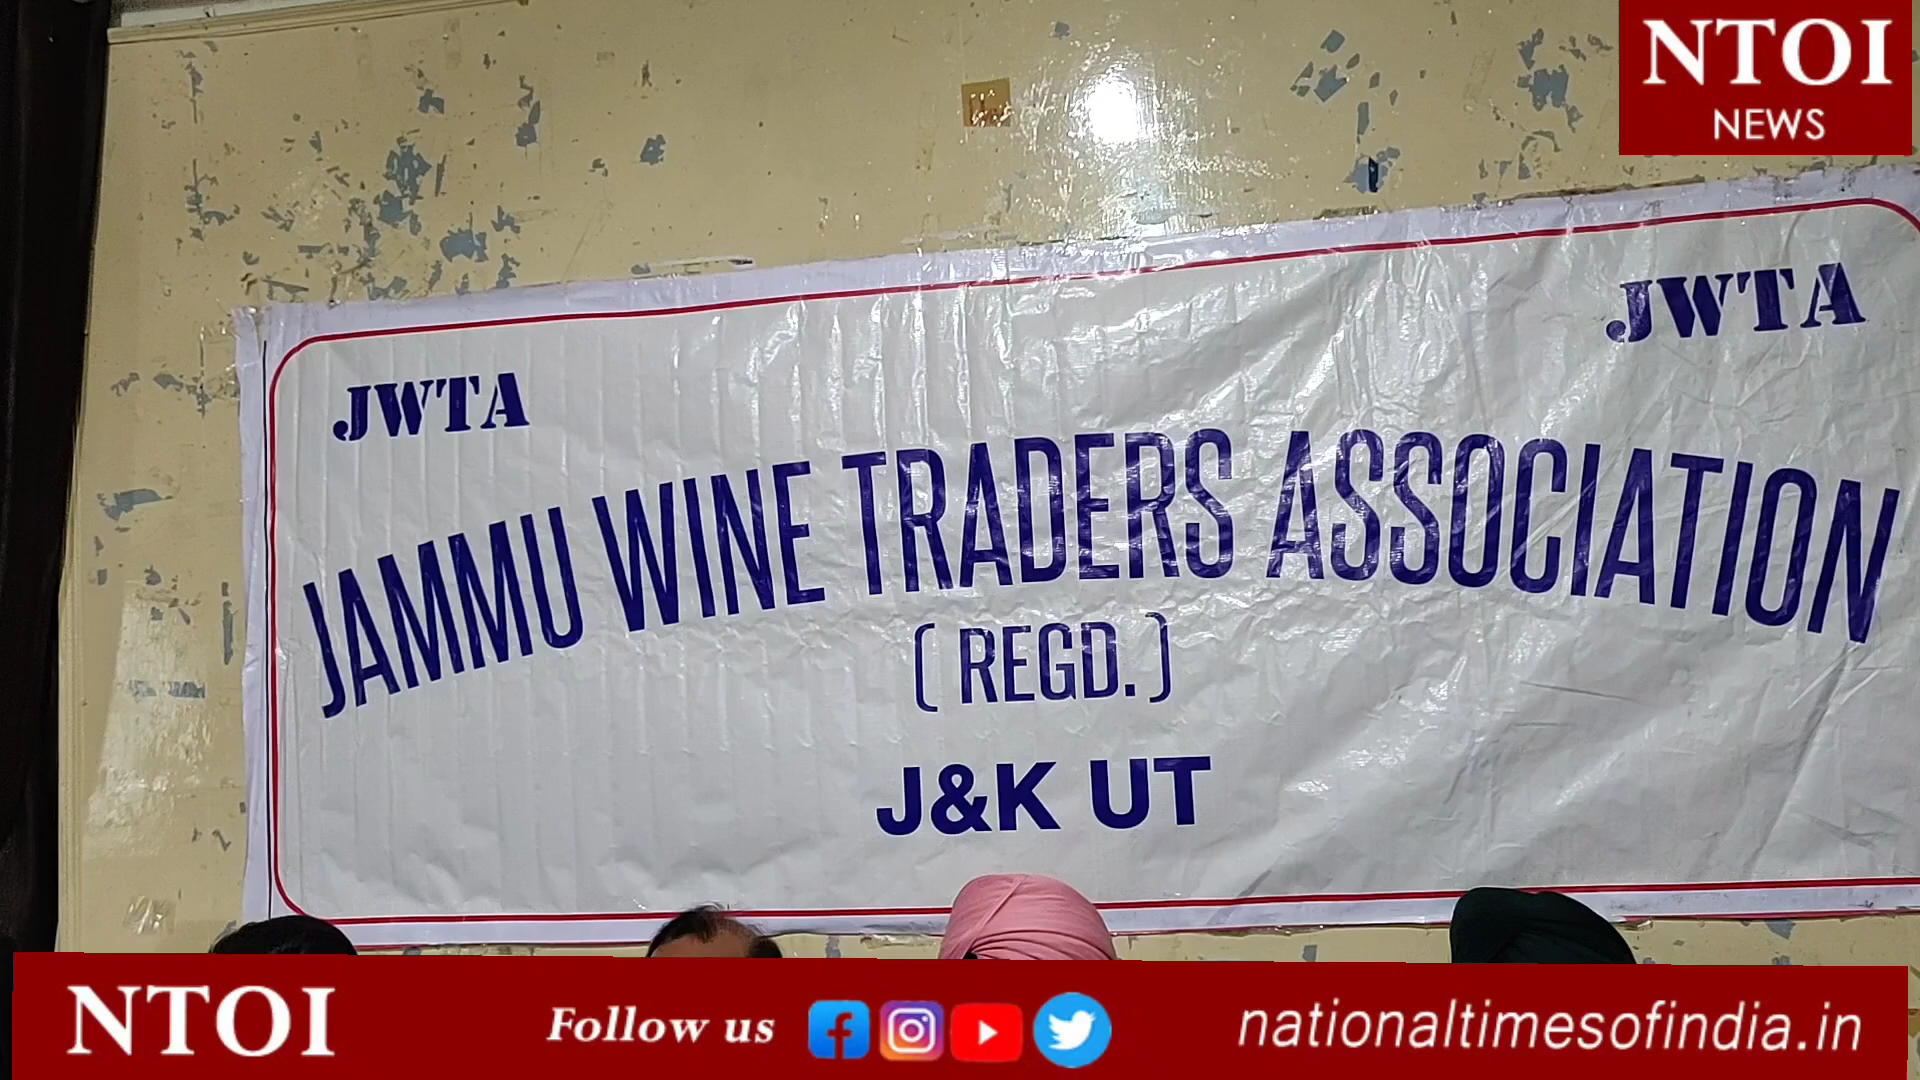 NTOI
NEWS
JWTA
JWTA
JAMMU WINE TRADERS ASSOCIATION
( REGD. )
J&K UT
NTOI
Follow us
nationaltimesofindia.in